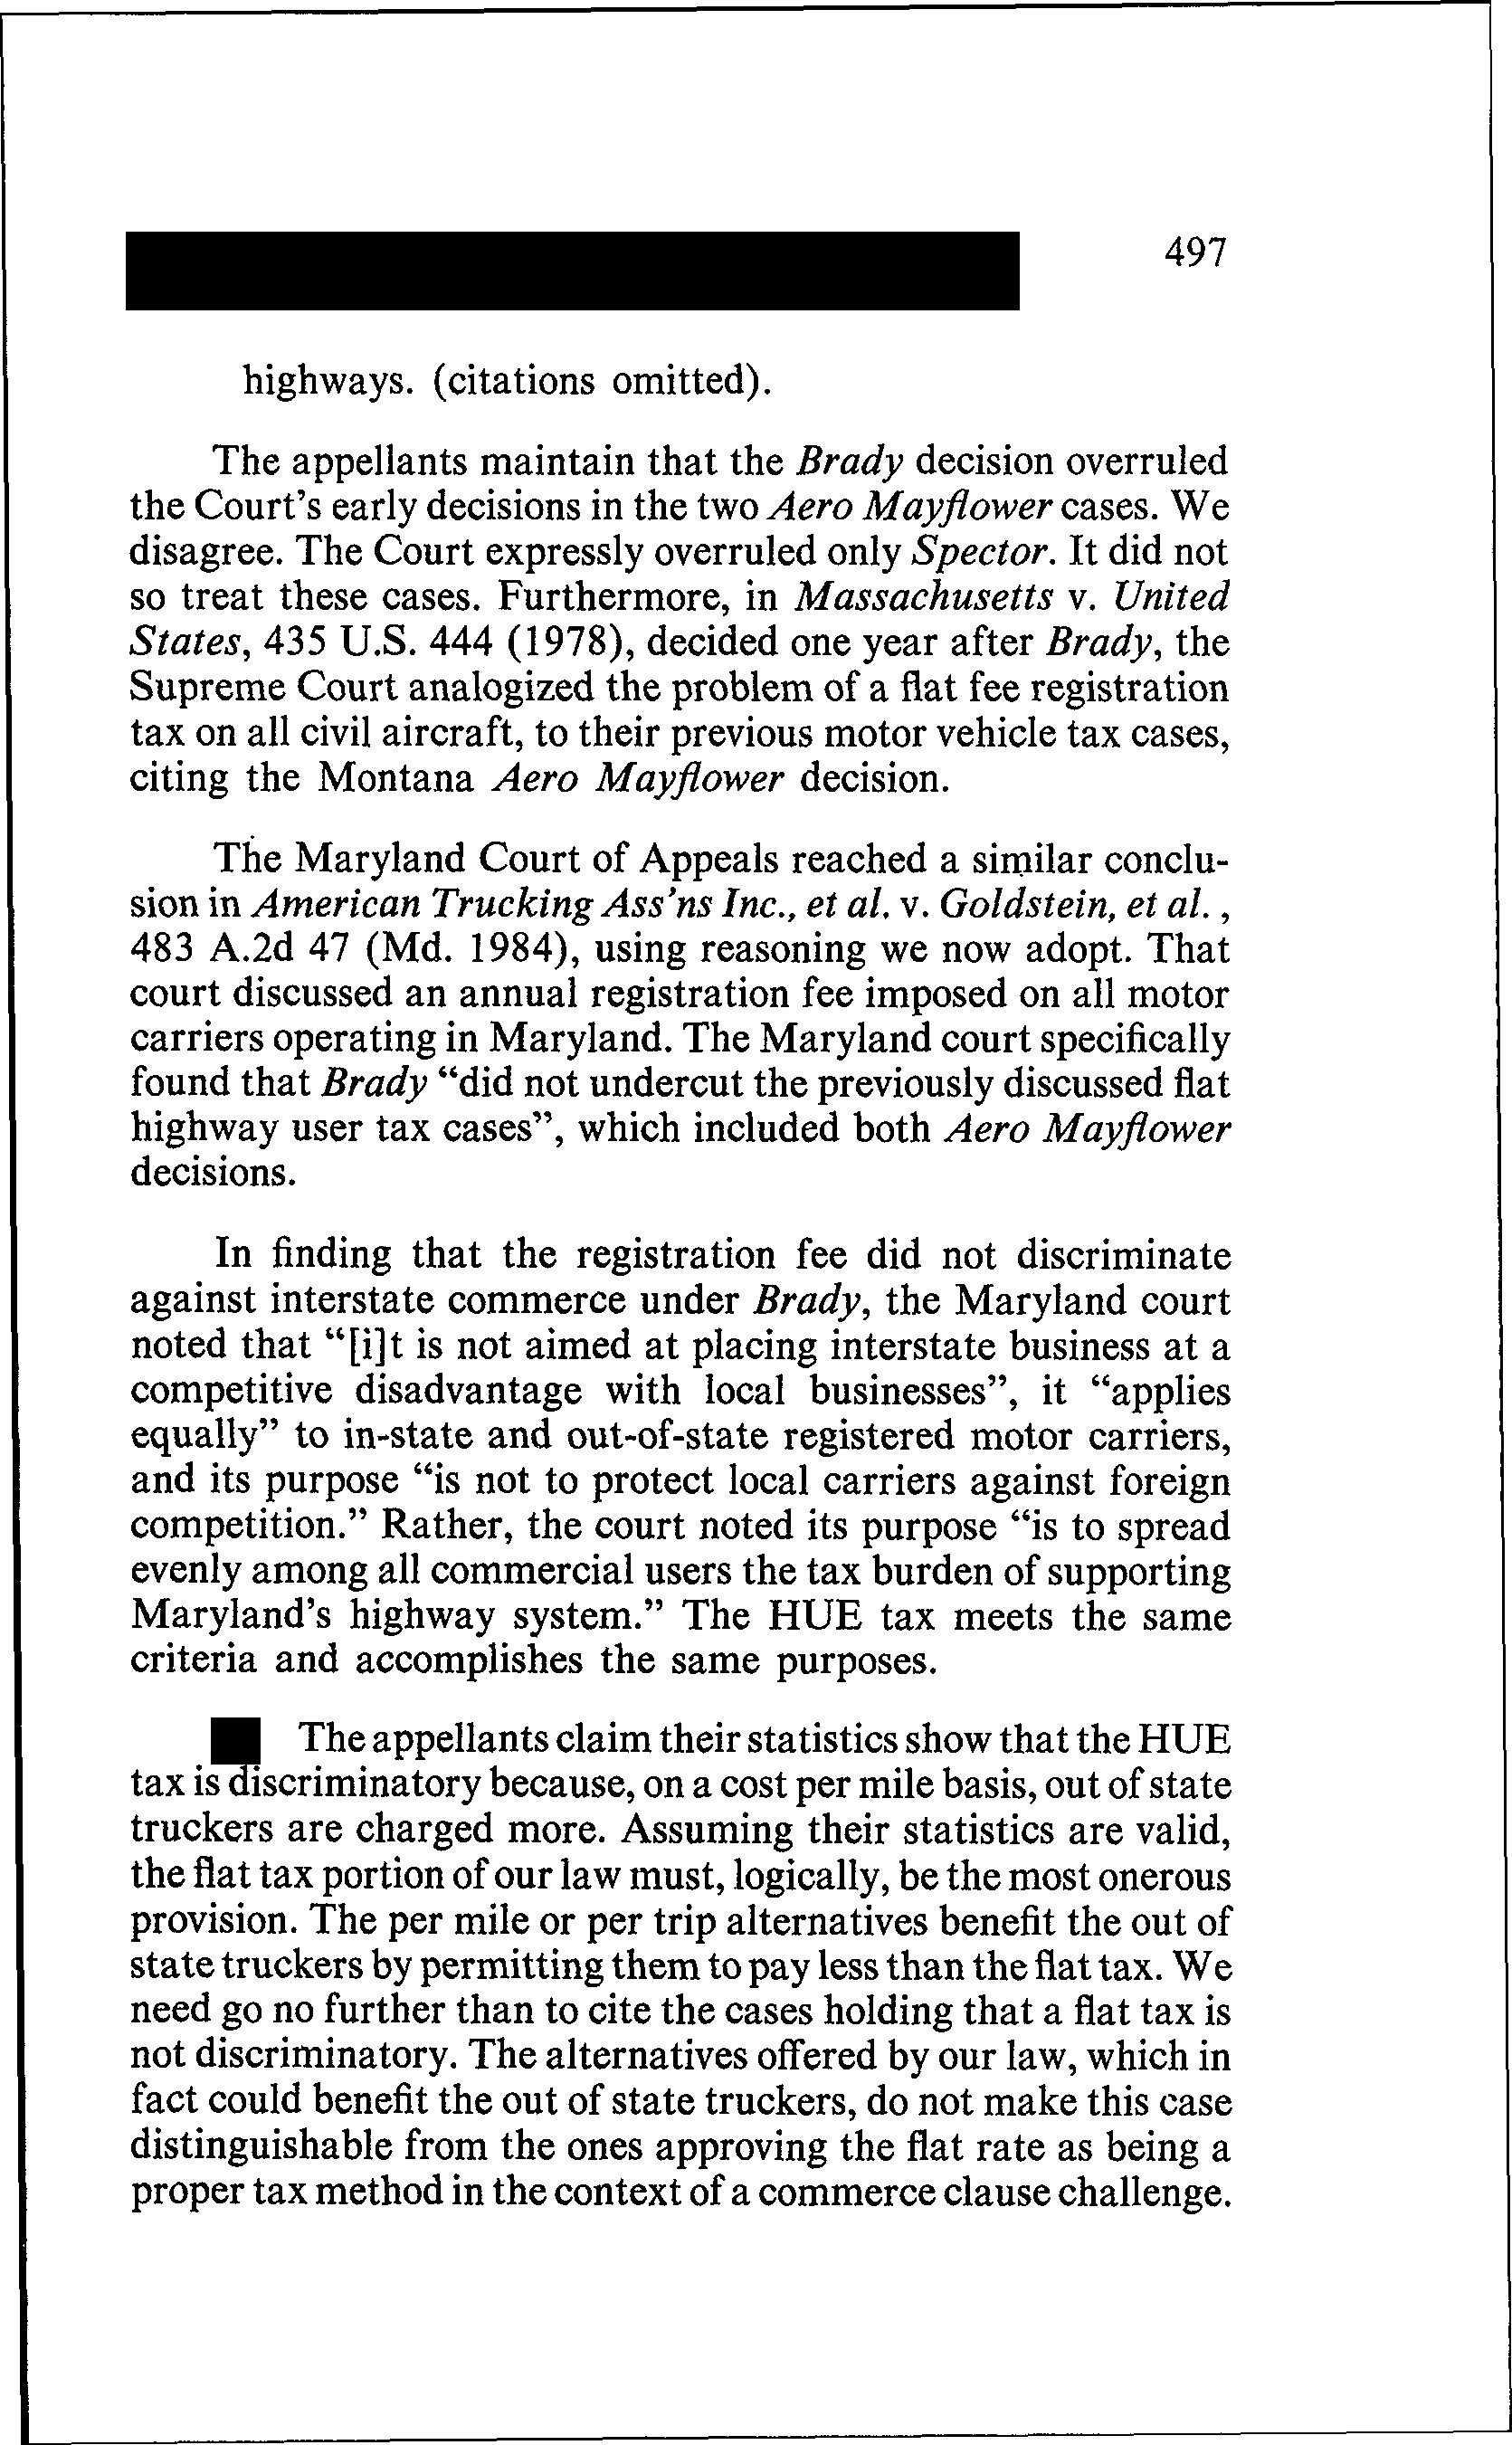 497
highways. (citations omitted).
The appellants maintain that the Brady decision overruled
the Court's early decisions in the two Aero Mayflower cases. We
disagree. The Court expressly overruled only Spector. It did not
so treat these cases. Furthermore, in Massachusetts v. United
States, 435 U.S. 444 (1978), decided one year after Brady, the
Supreme Court analogized the problem of a flat fee registration
tax on all civil aircraft, to their previous motor vehicle tax cases,
citing the Montana Aero Mayflower decision.
The Maryland Court of Appeals reached a similar conclu-
sion in American Trucking Ass'ns Inc., et al. v. Goldstein, et al.,
483 A.2d 47 (Md. 1984), using reasoning we now adopt. That
court discussed an annual registration fee imposed on all motor
carriers operating in Maryland. The Maryland court specifically
found that Brady “did not undercut the previously discussed flat
highway user tax cases”, which included both Aero Mayflower
decisions.
In finding that the registration fee did not discriminate
against interstate commerce under Brady, the Maryland court
noted that “[i]t is not aimed at placing interstate business at a
competitive disadvantage with local businesses”, it “applies
equally” to in-state and out-of-state registered motor carriers,
and its purpose “is not to protect local carriers against foreign
competition.” Rather, the court noted its purpose “is to spread
evenly among all commercial users the tax burden of supporting
Maryland's highway system.” The HUE tax meets the same
criteria and accomplishes the same purposes.
The appellants claim their statistics show that the HUE
tax is discriminatory because, on a cost per mile basis, out of state
truckers are charged more. Assuming their statistics are valid,
the flat tax portion of our law must, logically, be the most onerous
provision. The per mile or per trip alternatives benefit the out of
state truckers by permitting them to pay less than the flat tax. We
need go no further than to cite the cases holding that a flat tax is
not discriminatory. The alternatives offered by our law, which in
fact could benefit the out of state truckers, do not make this case
distinguishable from the ones approving the flat rate as being a
proper tax method in the context of a commerce clause challenge.